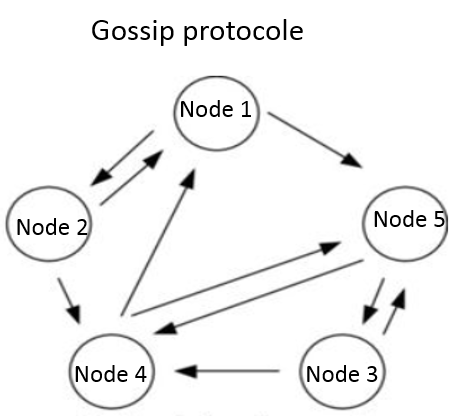 Gossip protocole
Node 1
Node 2
Node 5
Node 4
Node 3